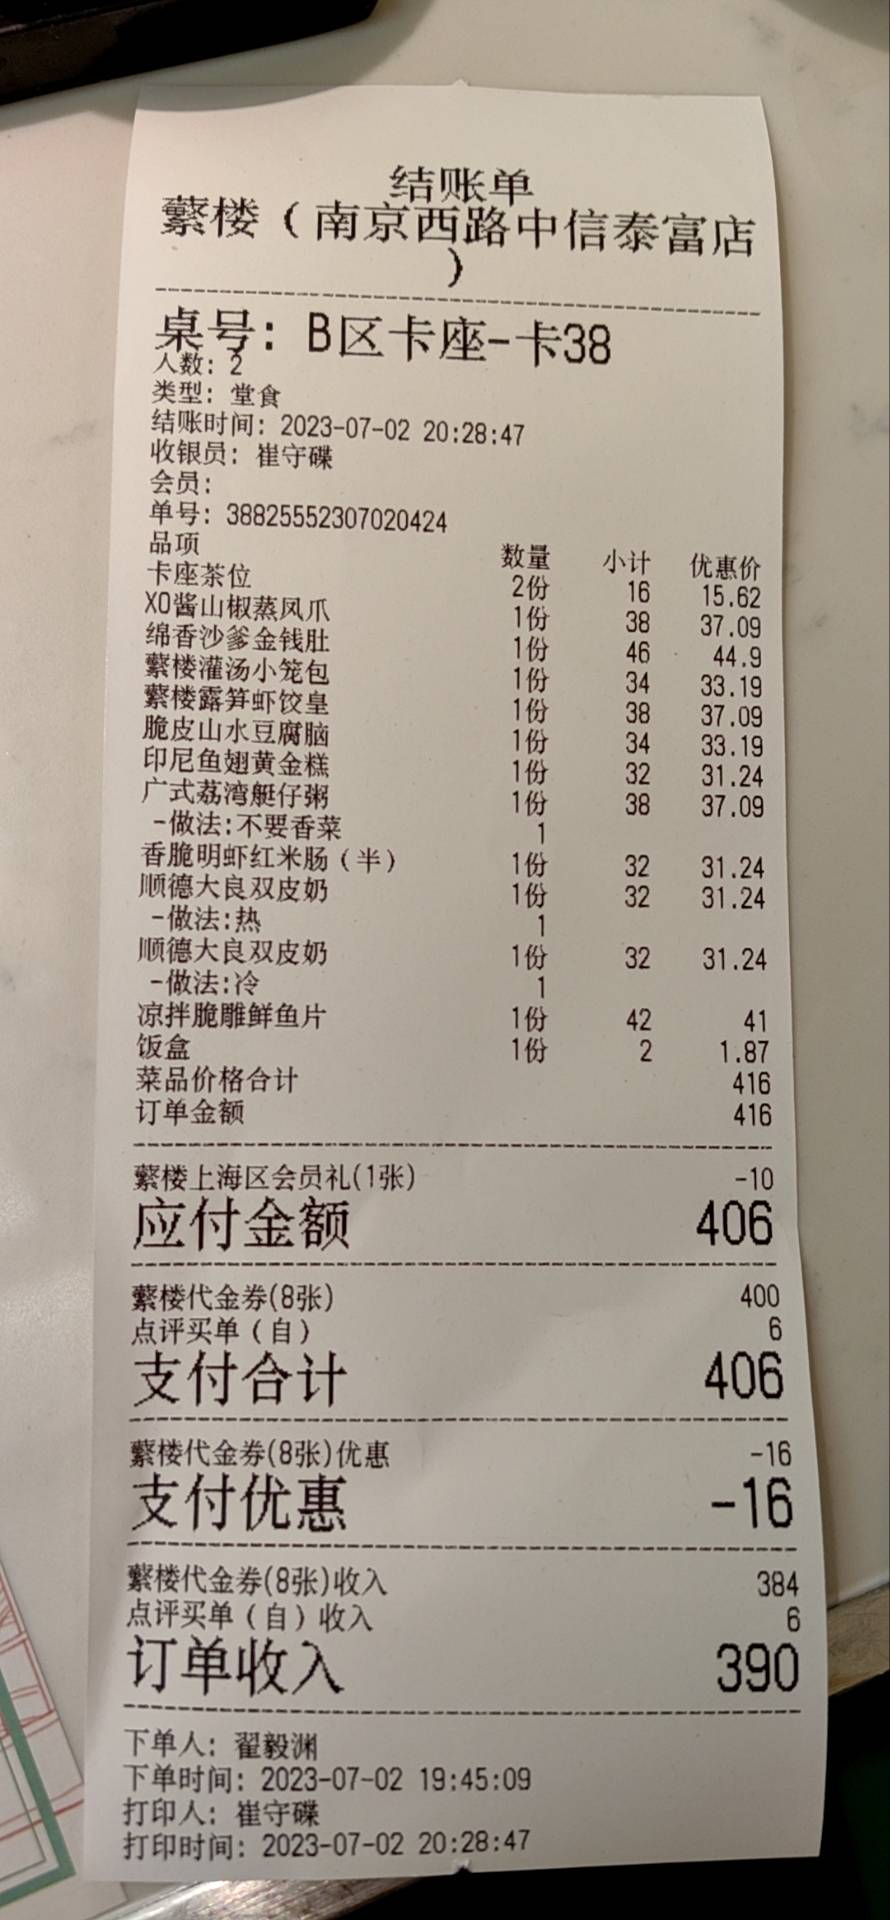 结账单
蘩楼（南京西路中信泰富店
）
桌号: B区卡座-卡38
人数: 2
类型: 堂食
结账时间: 2023-07-02 20:28:47
收银员: 崔守碟
会员:
单号: 38825552307020424
品项 数量 小计 优惠价
卡座茶位 2份 16 15.62
XO酱山椒蒸凤爪 1份 38 37.09
绵香沙爹金钱肚 1份 46 44.9
蘩楼灌汤小笼包 1份 34 33.19
蘩楼露笋虾饺皇 1份 38 37.09
脆皮山水豆腐脑 1份 34 33.19
印尼鱼翅黄金糕 1份 32 31.24
广式荔湾艇仔粥 1份 38 37.09
-做法:不要香菜 1
香脆明虾红米肠（半） 1份 32 31.24
顺德大良双皮奶 1份 32 31.24
-做法:热 1
顺德大良双皮奶 1份 32 31.24
-做法:冷 1
凉拌脆雕鲜鱼片 1份 42 41
饭盒 1份 2 1.87
菜品价格合计 416
订单金额 416
蘩楼上海区会员礼(1张) -10
应付金额 406
蘩楼代金券(8张) 400
点评买单（自） 6
支付合计 406
蘩楼代金券(8张)优惠 -16
支付优惠 -16
蘩楼代金券(8张)收入 384
点评买单（自）收入 6
订单收入 390
下单人: 翟毅渊
下单时间: 2023-07-02 19:45:09
打印人: 崔守碟
打印时间: 2023-07-02 20:28:47